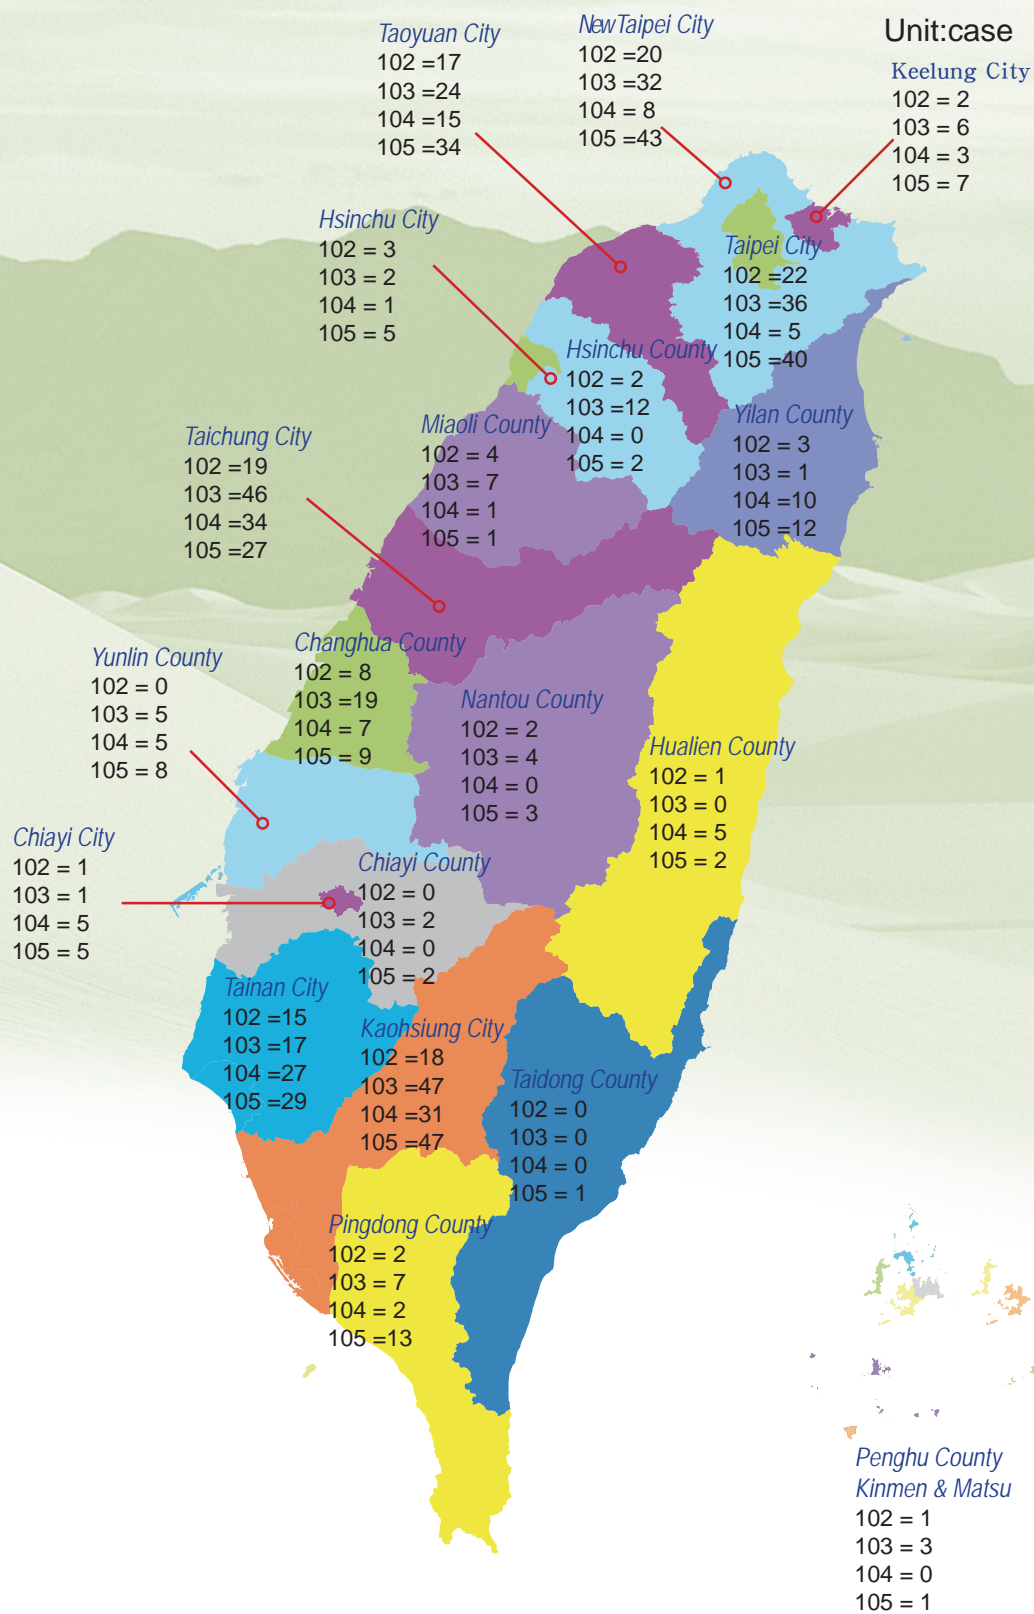 Unit:case
Taoyuan City
102 =17
103 =24
104 =15
105 =34
NewTaipei City
102 =20
103 =32
104 = 8
105 =43
Keelung City
102 = 2
103 = 6
104 = 3
105 = 7
Hsinchu City
102 = 3
103 = 2
104 = 1
105 = 5
Taipei City
102 =22
103 =36
104 = 5
105 =40
Hsinchu County
102 = 2
103 =12
104 = 0
105 = 2
Yilan County
102 = 3
103 = 1
104 =10
105 =12
Miaoli County
102 = 4
103 = 7
104 = 1
105 = 1
Taichung City
102 =19
103 =46
104 =34
105 =27
Changhua County
102 = 8
103 =19
104 = 7
105 = 9
Yunlin County
102 = 0
103 = 5
104 = 5
105 = 8
Nantou County
102 = 2
103 = 4
104 = 0
105 = 3
Hualien County
102 = 1
103 = 0
104 = 5
105 = 2
Chiayi City
102 = 1
103 = 1
104 = 5
105 = 5
Chiayi County
102 = 0
103 = 2
104 = 0
105 = 2
Tainan City
102 =15
103 =17
104 =27
105 =29
Kaohsiung City
102 =18
103 =47
104 =31
105 =47
Taidong County
102 = 0
103 = 0
104 = 0
105 = 1
Pingdong County
102 = 2
103 = 7
104 = 2
105 =13
Penghu County
Kinmen & Matsu
102 = 1
103 = 3
104 = 0
105 = 1